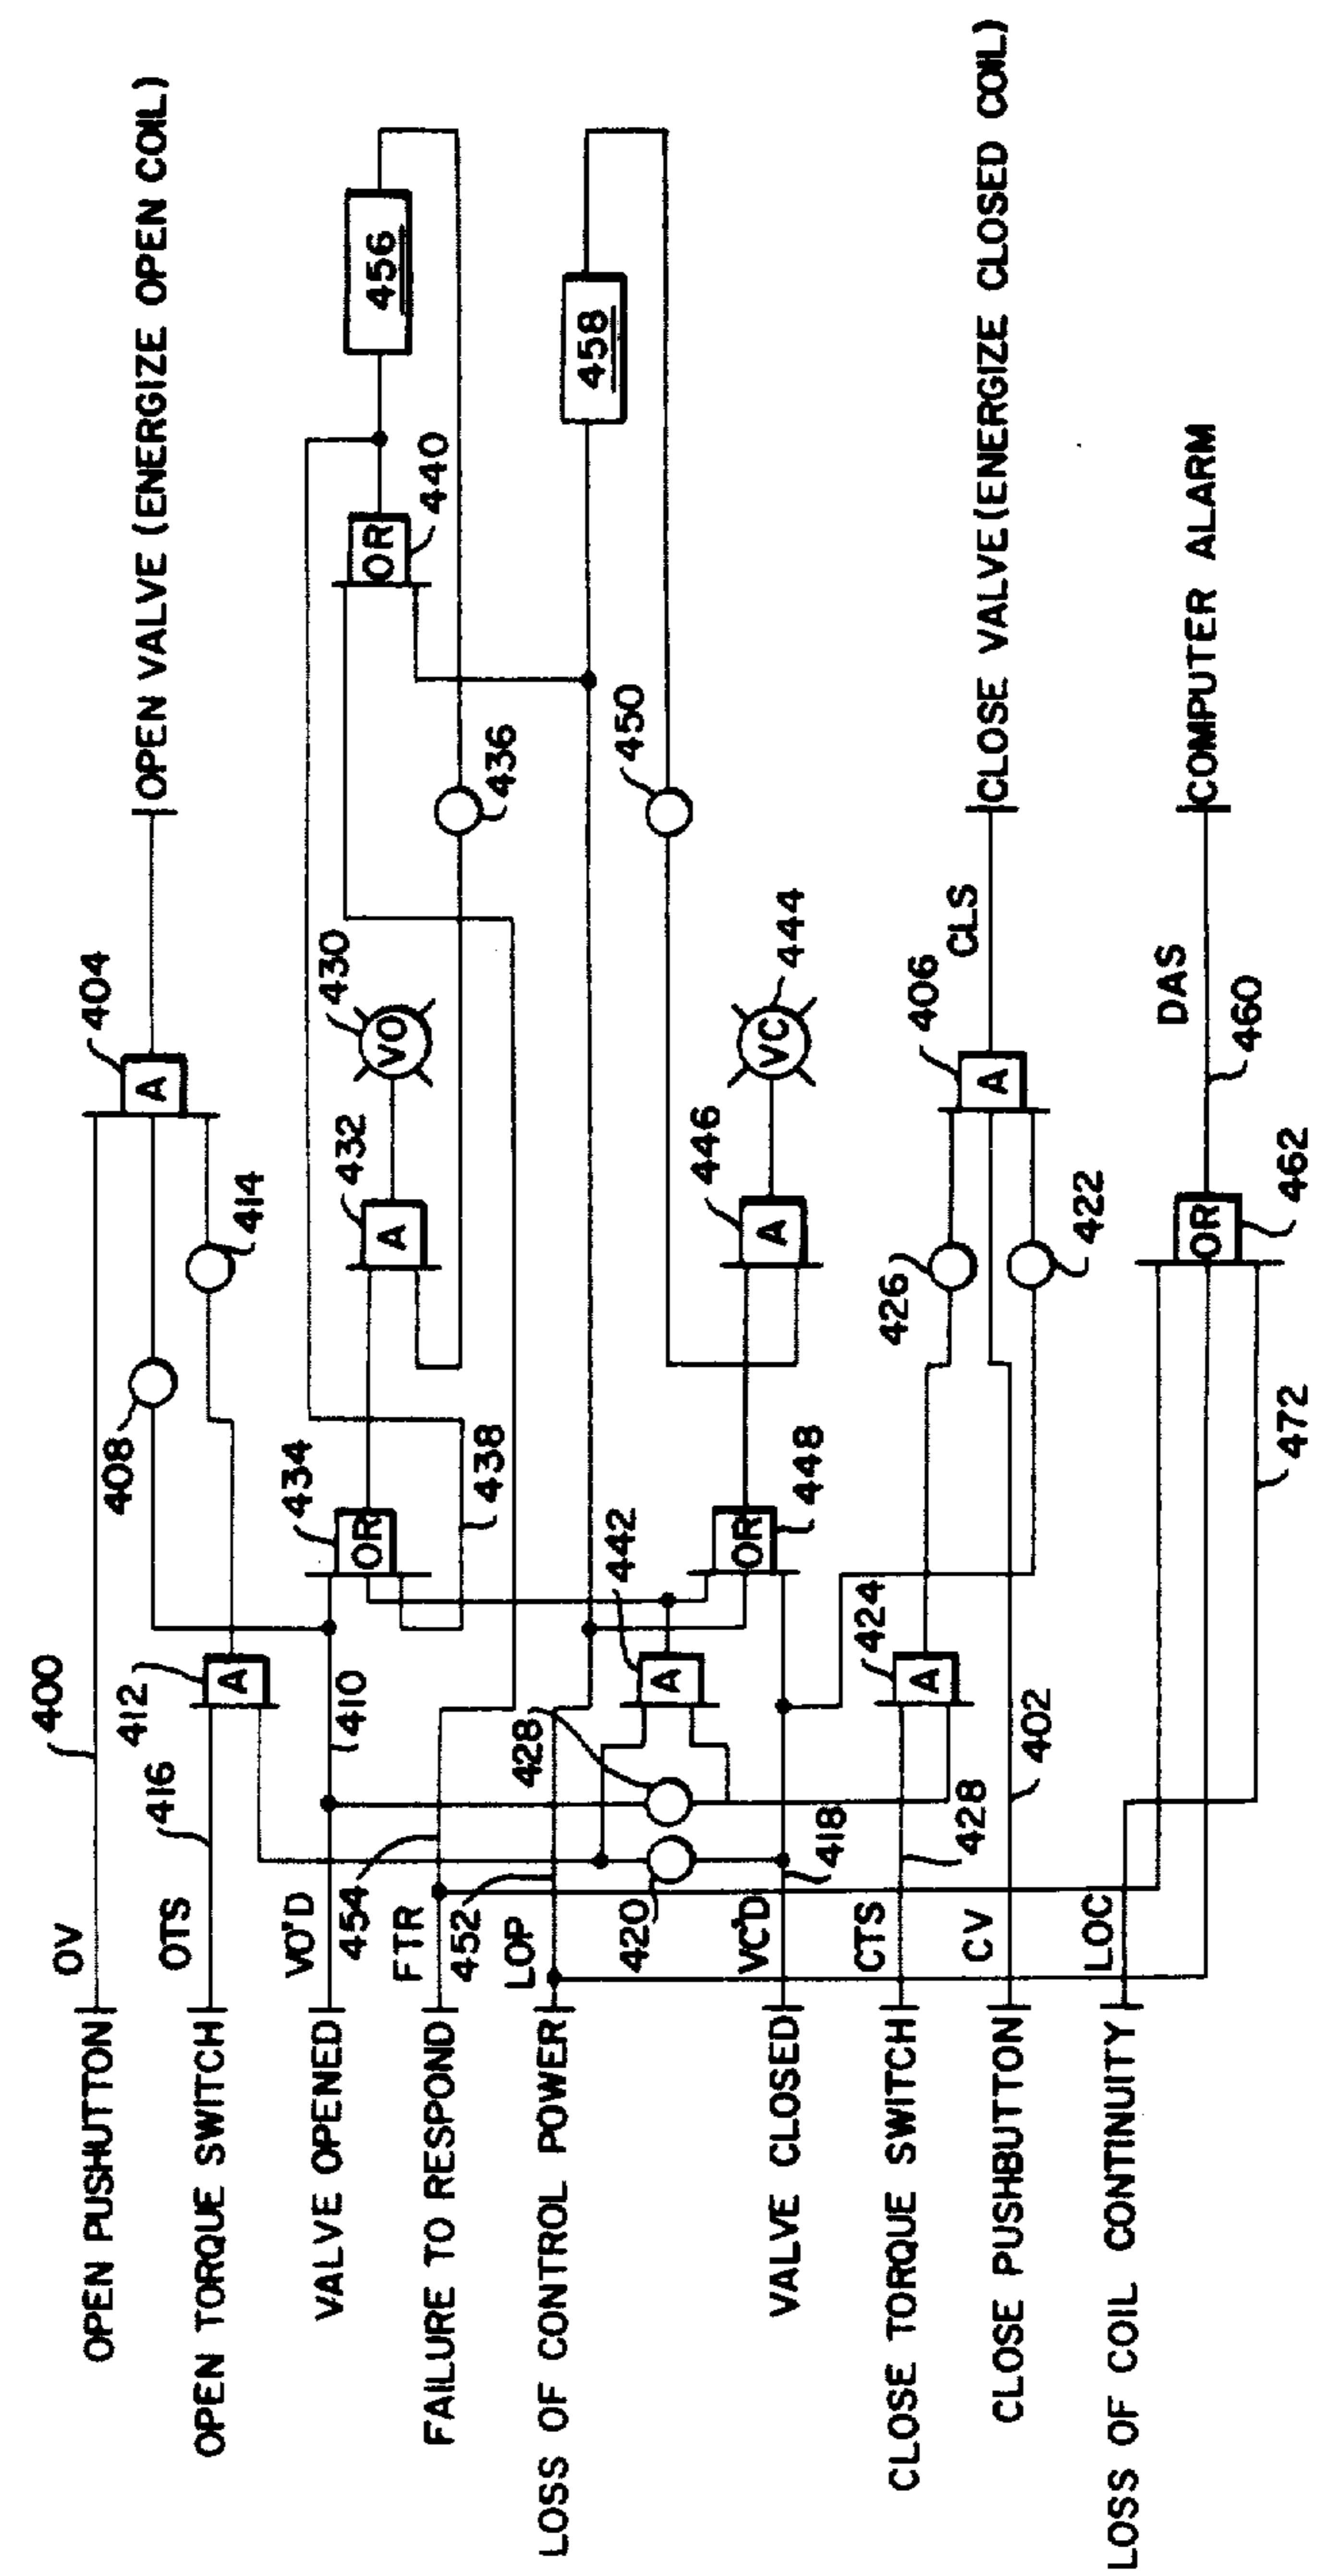 OPEN PUSHUTTON
OV
400
404
OPEN VALVE (ENERGIZE OPEN COIL)
A
OPEN TORQUE SWITCH
OTS
416
412
A
408
414
VALVE OPENED
VO'D
410
434
OR
432
A
430
VO
456
438
436
440
OR
FAILURE TO RESPOND
FTR
454
LOSS OF CONTROL POWER
LOP
452
428
442
A
450
458
420
VALVE CLOSED
VC'D
418
448
OR
446
A
444
VC
CLOSE TORQUE SWITCH
CTS
428
424
A
426
406
A
CLS
CLOSE VALVE (ENERGIZE CLOSED COIL)
CLOSE PUSHBUTTON
CV
402
422
LOSS OF COIL CONTINUITY
LOC
472
462
OR
460
DAS
COMPUTER ALARM